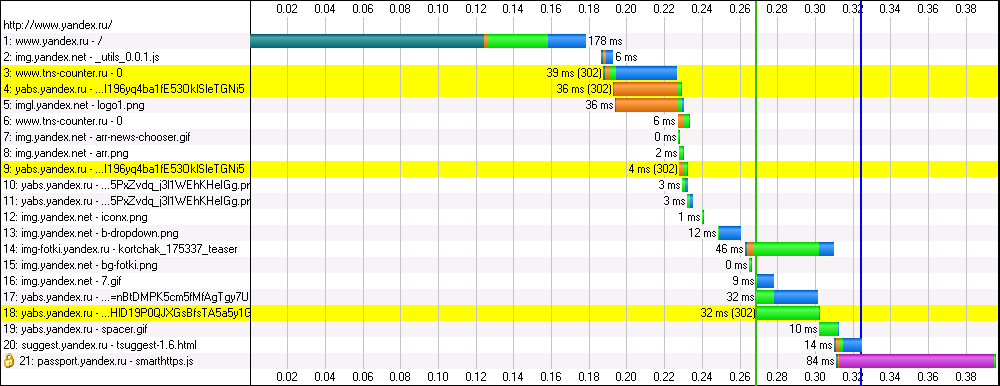 0.02 0.04 0.06 0.08 0.10 0.12 0.14 0.16 0.18 0.20 0.22 0.24 0.26 0.28 0.30 0.32 0.34 0.36 0.38
http://www.yandex.ru/
1: www.yandex.ru - / 178 ms
2: img.yandex.net - _utils_0.0.1.js 6 ms
3: www.tns-counter.ru - 0 39 ms (302)
4: yabs.yandex.ru - 36 ms (302)
5: imgl.yandex.net - logo1.png 36 ms
6: www.tns-counter.ru - 0 6 ms
7: img.yandex.net - arr-news-chooser.gif 0 ms
8: img.yandex.net - arr.png 2 ms
9: yabs.yandex.ru - 4 ms (302)
10: yabs.yandex.ru - 3 ms
11: yabs.yandex.ru - 3 ms
12: img.yandex.net - iconx.png 1 ms
13: img.yandex.net - b-dropdown.png 12 ms
14: img-fotki.yandex.ru - kortchak_175337_teaser 46 ms
15: img.yandex.net - bg-fotki.png 0 ms
16: img.yandex.net - 7.gif 9 ms
17: yabs.yandex.ru - ...=nBtDMPK5cm5fMfAgTgy7U 32 ms
18: yabs.yandex.ru - 32 ms (302)
19: yabs.yandex.ru - spacer.gif 10 ms
20: suggest.yandex.ru - tsuggest-1.6.html 14 ms
21: passport.yandex.ru - smarthttps.js 84 ms
0.02 0.04 0.06 0.08 0.10 0.12 0.14 0.16 0.18 0.20 0.22 0.24 0.26 0.28 0.30 0.32 0.34 0.36 0.38